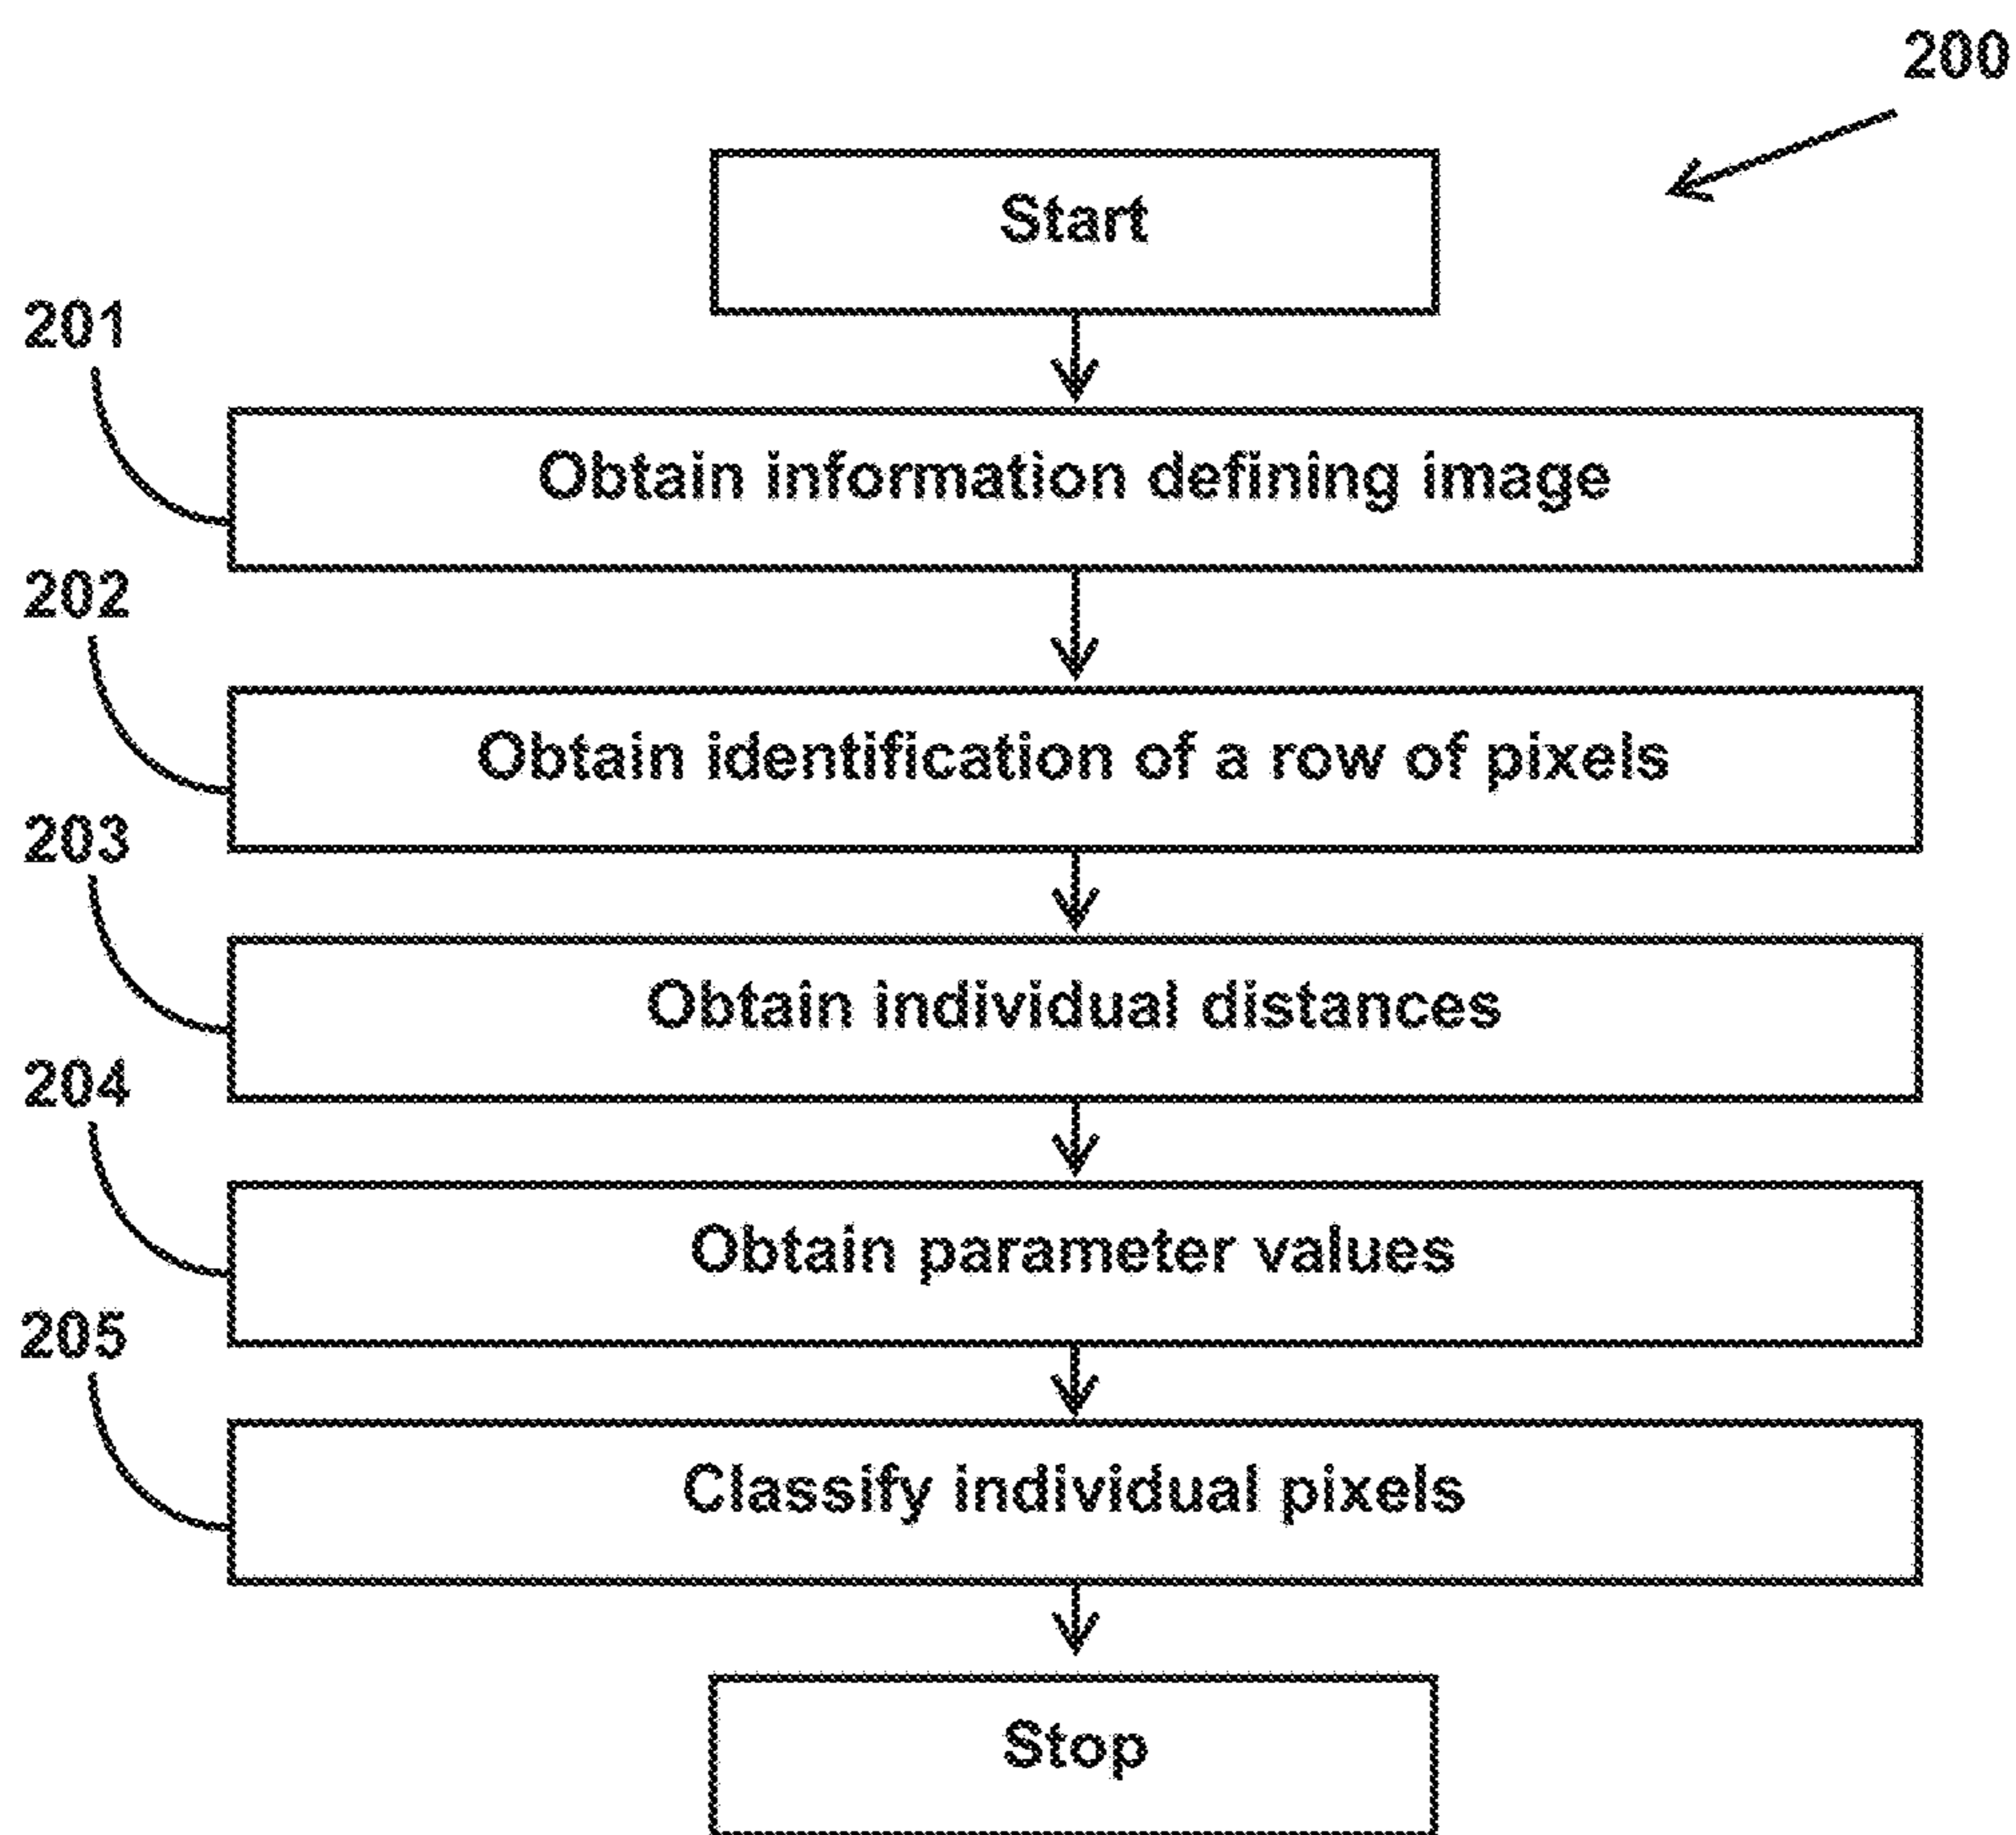 200
Start
201
Obtain information defining image
202
Obtain identification of a row of pixels
203
Obtain individual distances
204
Obtain parameter values
205
Classify individual pixels
Stop